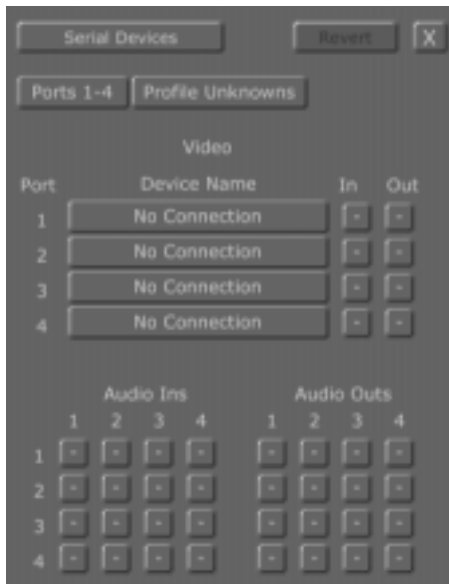 Serial Devices Revert X
Ports 1-4 Profile Unknowns
Video
Port Device Name In Out
1 No Connection - -
2 No Connection - -
3 No Connection - -
4 No Connection - -
Audio Ins Audio Outs
1 2 3 4 1 2 3 4
1 - - - - - - - -
2 - - - - - - - -
3 - - - - - - - -
4 - - - - - - - -